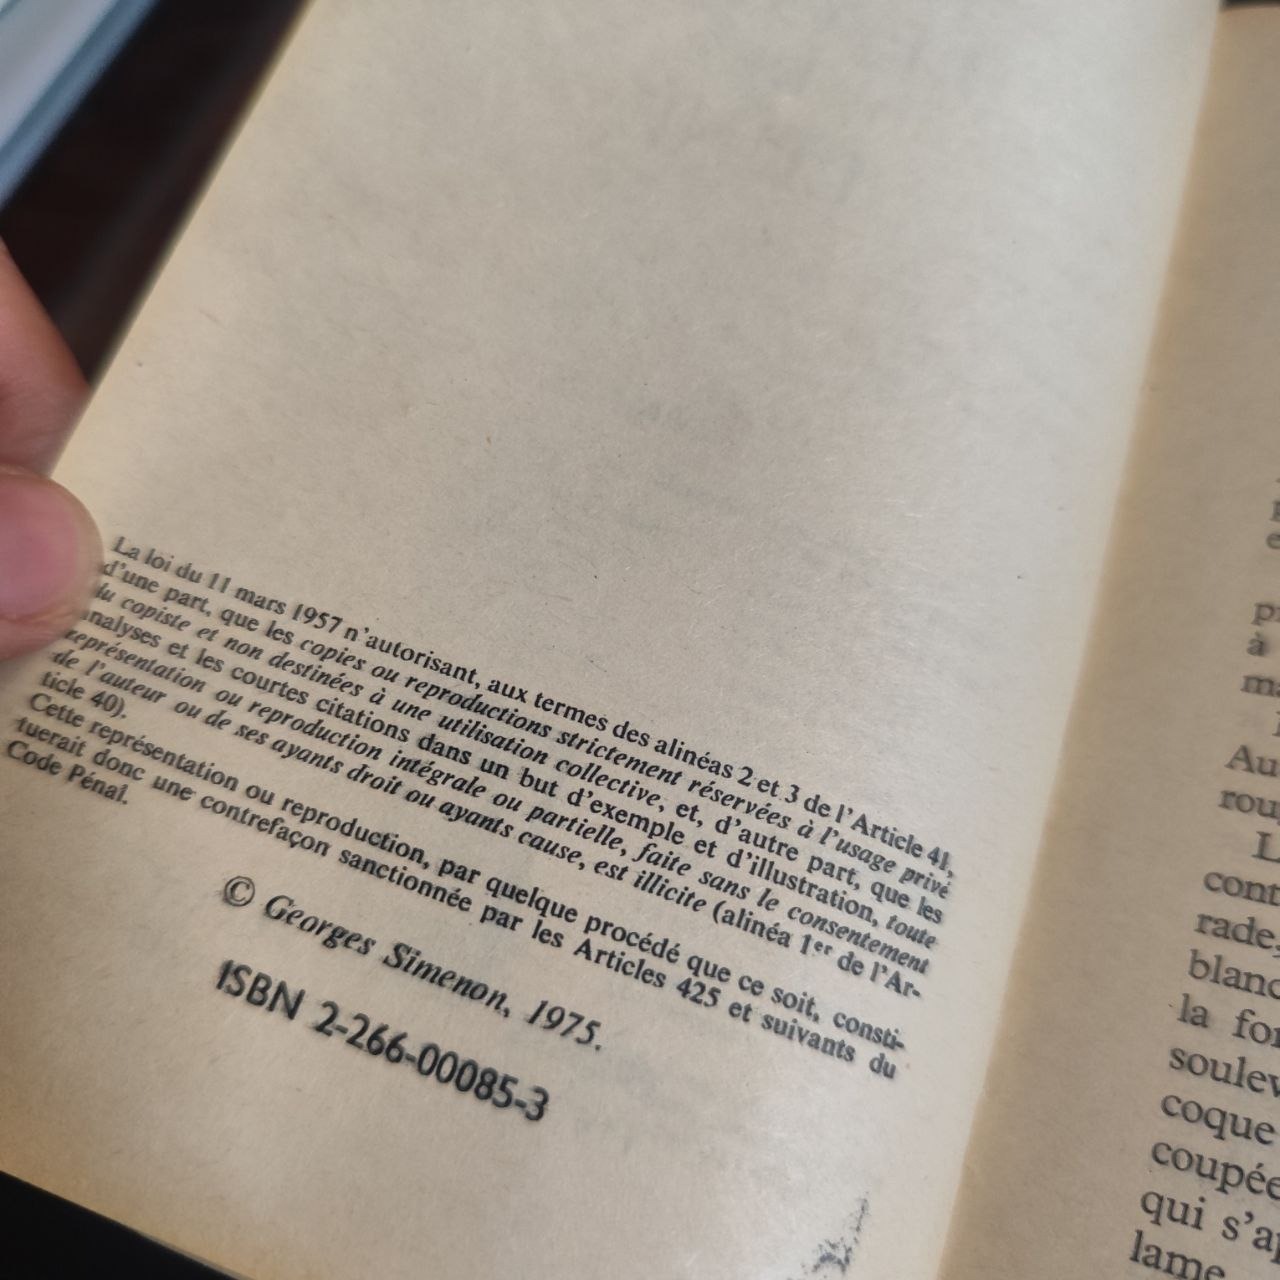 La loi du 11 mars 1957 n'autorisant, aux termes des alinéas 2 et 3 de l'Article 41,
d'une part, que les copies ou reproductions strictement réservées à l'usage privé
du copiste et non destinées à une utilisation collective, et, d'autre part, que les
analyses et les courtes citations dans un but d'exemple et d'illustration, toute
représentation ou reproduction intégrale ou partielle, faite sans le consentement
de l'auteur ou de ses ayants droit ou ayants cause, est illicite (alinéa 1er de l'Ar-
ticle 40).
Cette représentation ou reproduction, par quelque procédé que ce soit, consti-
tuerait donc une contrefaçon sanctionnée par les Articles 425 et suivants du
Code Pénal.
© Georges Simenon, 1975.
ISBN 2-266-00085-3
à
ma
Au
rou
L
cont
rade,
blanc
la for
soulev
coque
coupée
qui s'ap
lame